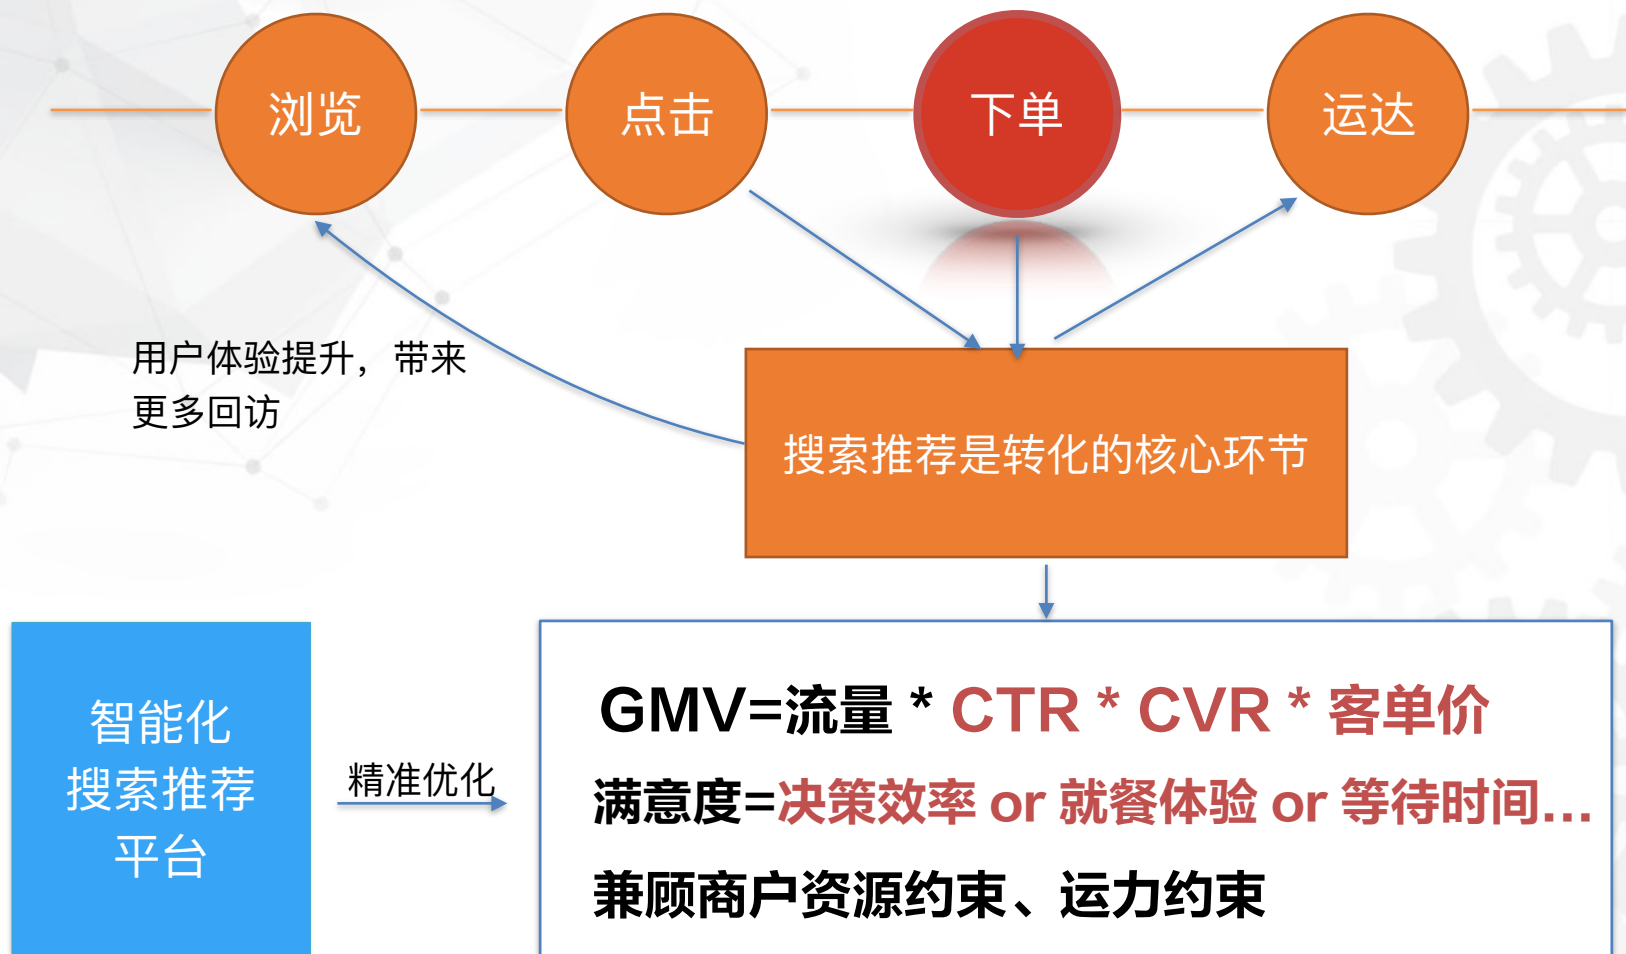 浏览
点击
下单
运达
用户体验提升，带来
更多回访
搜索推荐是转化的核心环节
智能化
搜索推荐
平台
精准优化
GMV=流量 * CTR * CVR * 客单价
满意度=决策效率 or 就餐体验 or 等待时间...
兼顾商户资源约束、运力约束